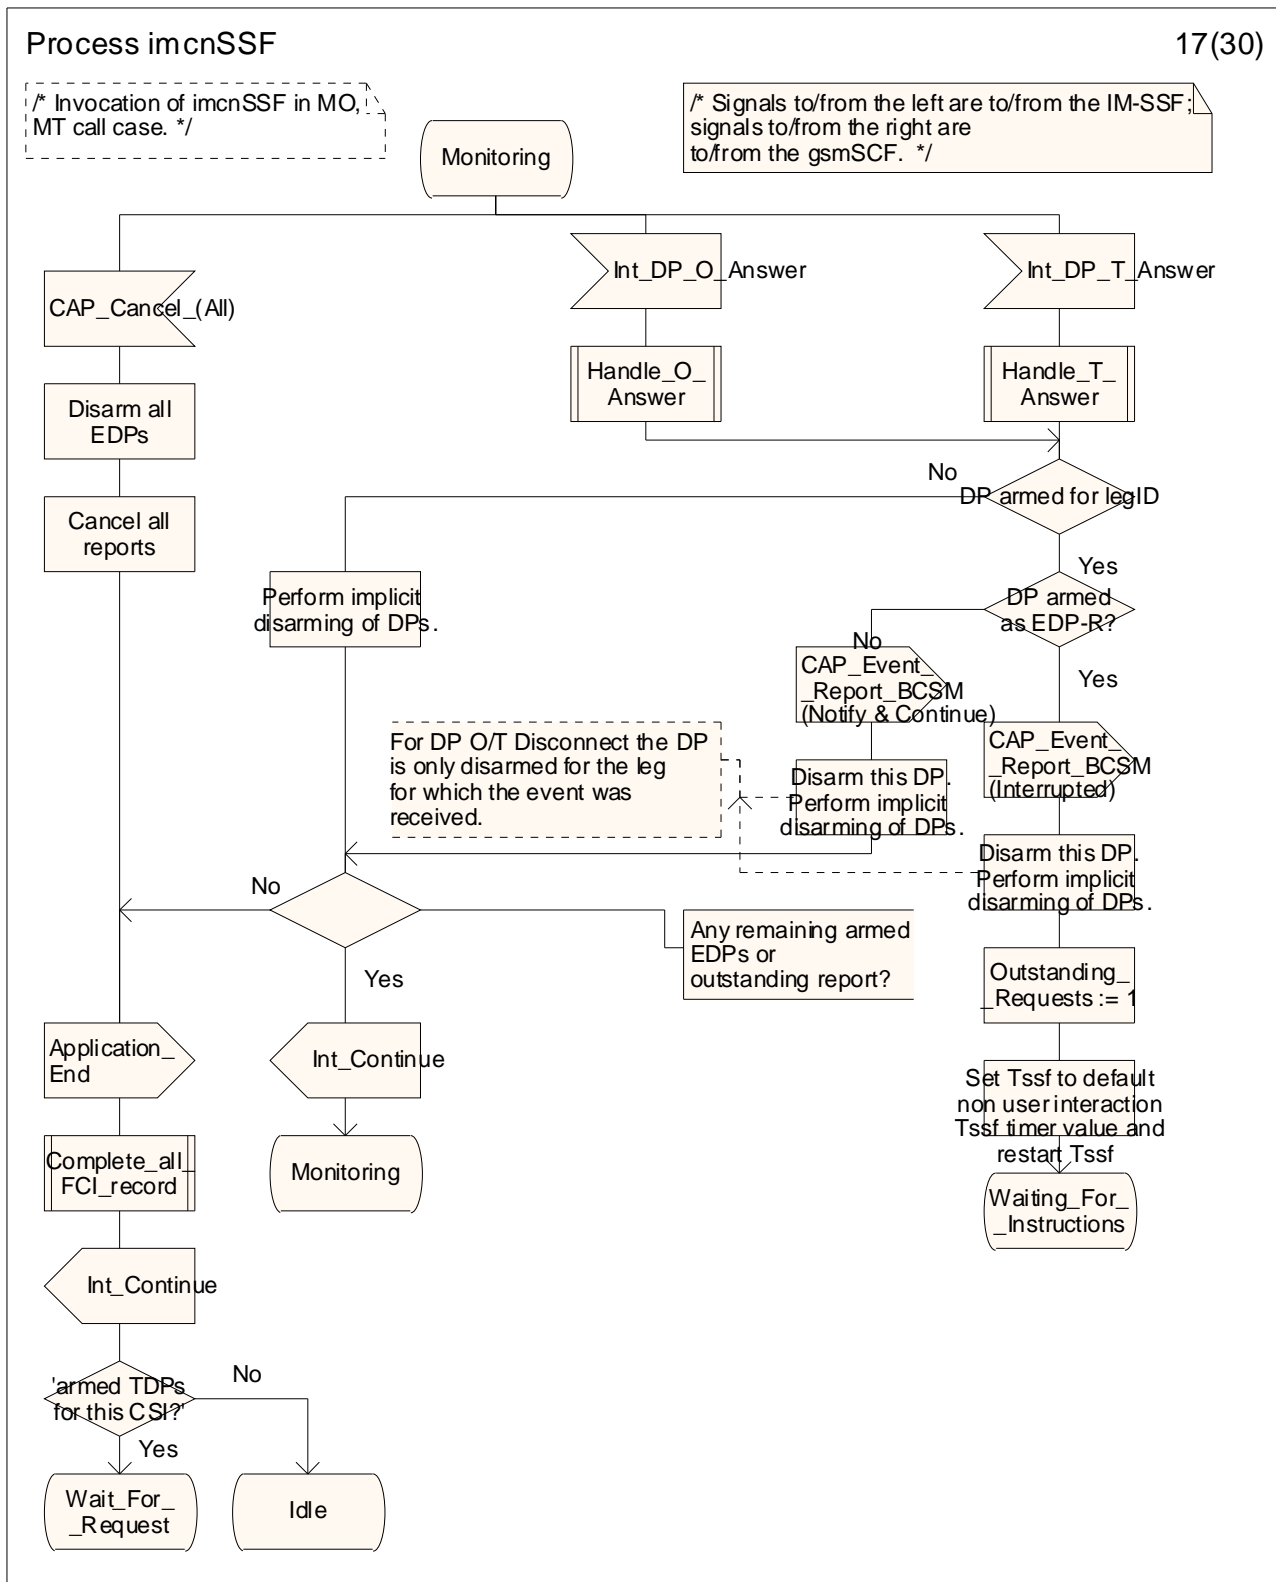 Process imcnSSF
17(30)
/* Invocation of imcnSSF in MO,
MT call case. */
/* Signals to/from the left are to/from the IM-SSF;
signals to/from the right are
to/from the gsmSCF.  */
Monitoring
Int_DP_O_Answer
Int_DP_T_Answer
CAP_Cancel_(All)
Handle_O_
Answer
Handle_T_
Answer
Disarm all
EDPs
No
DP armed for legID
Cancel all
reports
Yes
Perform implicit
disarming of DPs.
DP armed
as EDP-R?
No
CAP_Event_
_Report_BCSM
(Notify & Continue)
Yes
For DP O/T Disconnect the DP
is only disarmed for the leg
for which the event was
received.
CAP_Event_
_Report_BCSM
(Interrupted)
Disarm this DP.
Perform implicit
disarming of DPs.
Disarm this DP.
Perform implicit
disarming of DPs.
No
Any remaining armed
EDPs or
outstanding report?
Yes
Outstanding_
_Requests := 1
Application_
End
Int_Continue
Set Tssf to default
non user interaction
Tssf timer value and
restart Tssf
Complete_all_
FCI_record
Monitoring
Waiting_For_
_Instructions
Int_Continue
'armed TDPs
for this CSI?'
No
Yes
Wait_For_
_Request
Idle